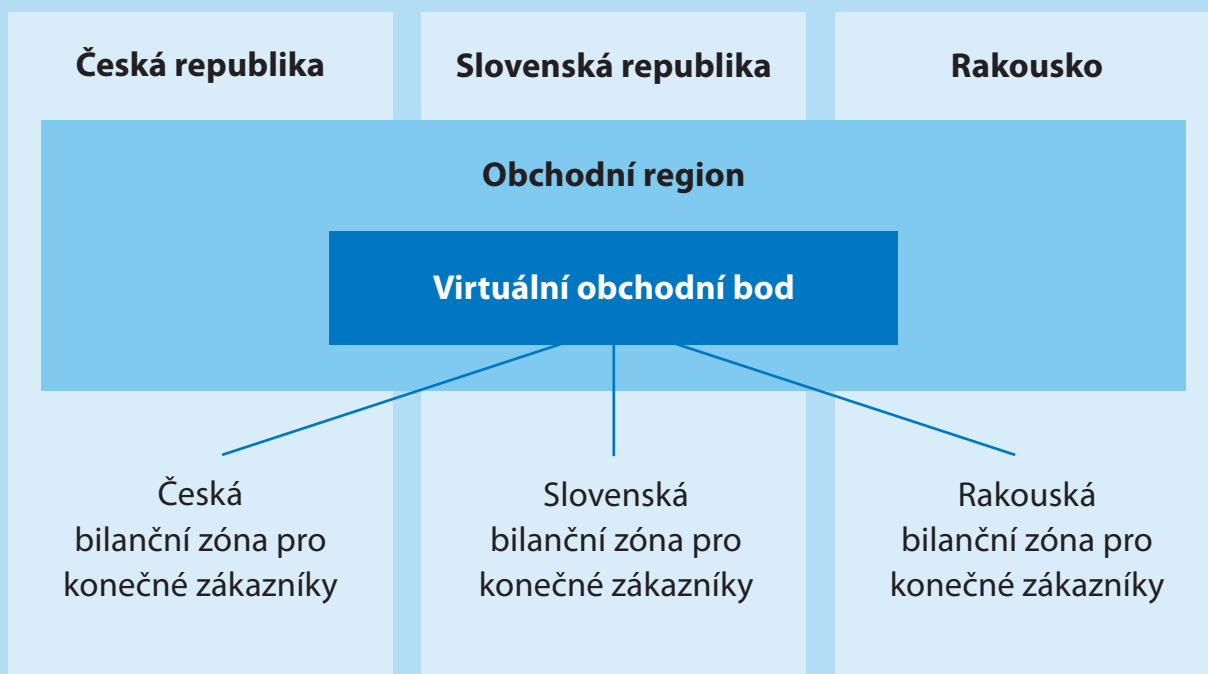 Česká republika
Slovenská republika
Rakousko
Obchodní region
Virtuální obchodní bod
Česká
bilanční zóna pro
konečné zákazníky
Slovenská
bilanční zóna pro
konečné zákazníky
Rakouská
bilanční zóna pro
konečné zákazníky